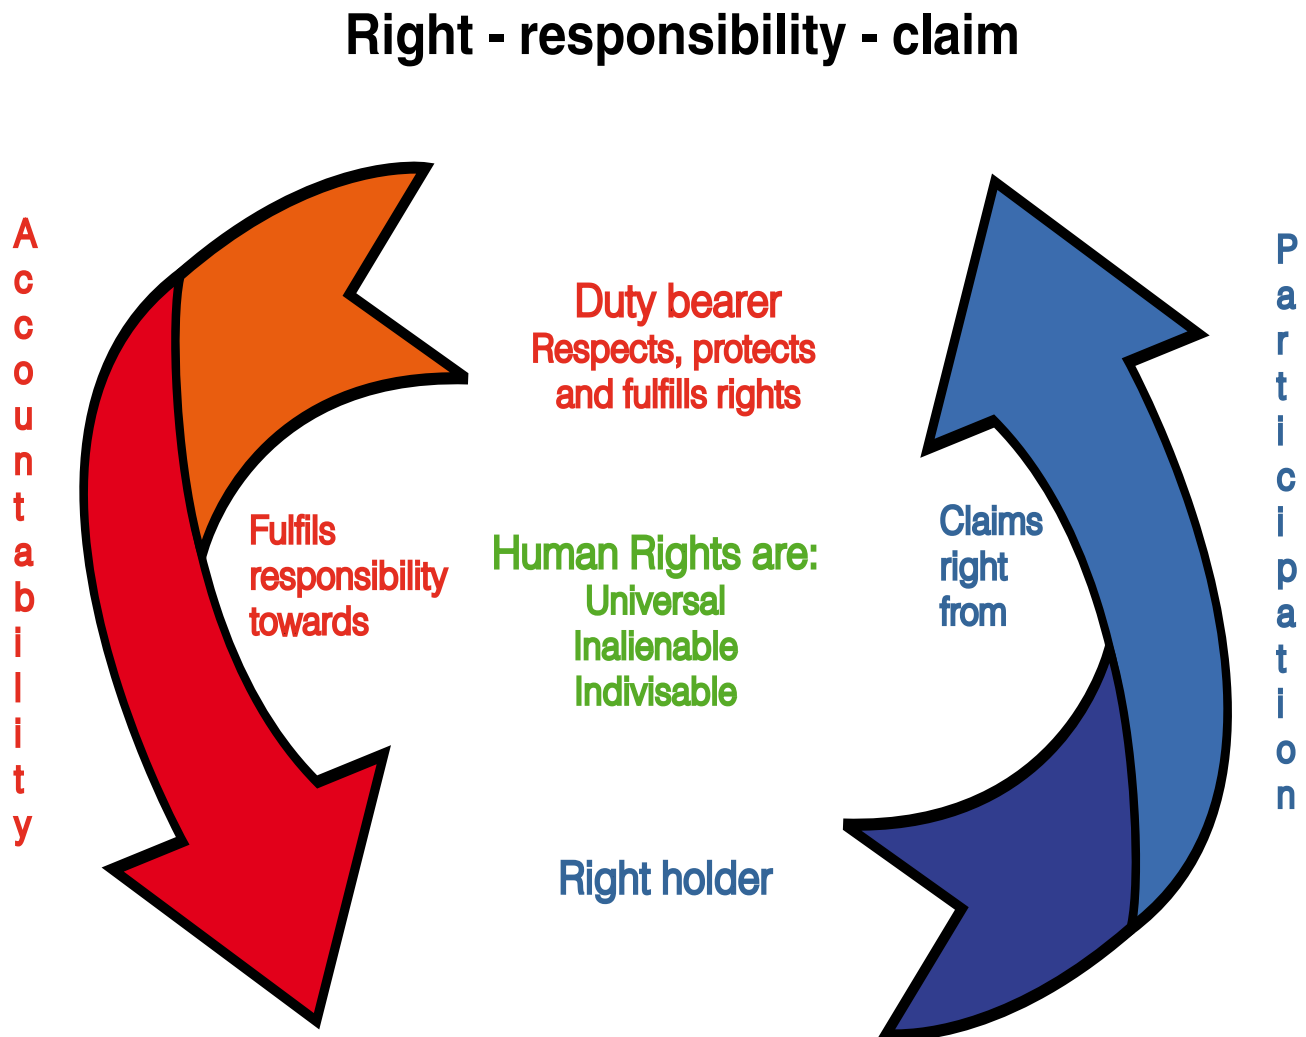 Right - responsibility - claim
Accountability
Duty bearer
Respects, protects
and fulfills rights
Fulfils
responsibility
towards
Human Rights are:
Universal
Inalienable
Indivisable
Claims
right
from
Right holder
Participation